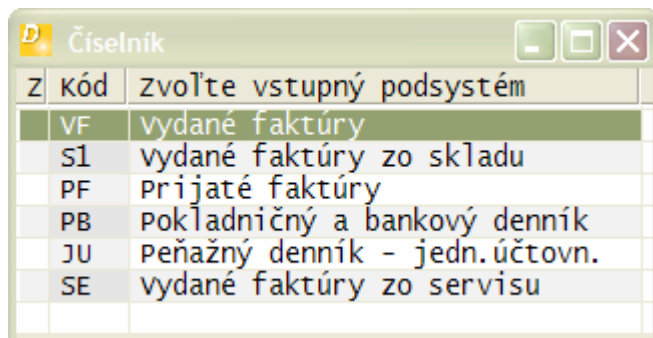 Číselník
Z Kód Zvoľte vstupný podsystém
VF Vydané faktúry
S1 Vydané faktúry zo skladu
PF Prijaté faktúry
PB Pokladničný a bankový denník
JU Peňažný denník - jedn.účtovn.
SE Vydané faktúry zo servisu